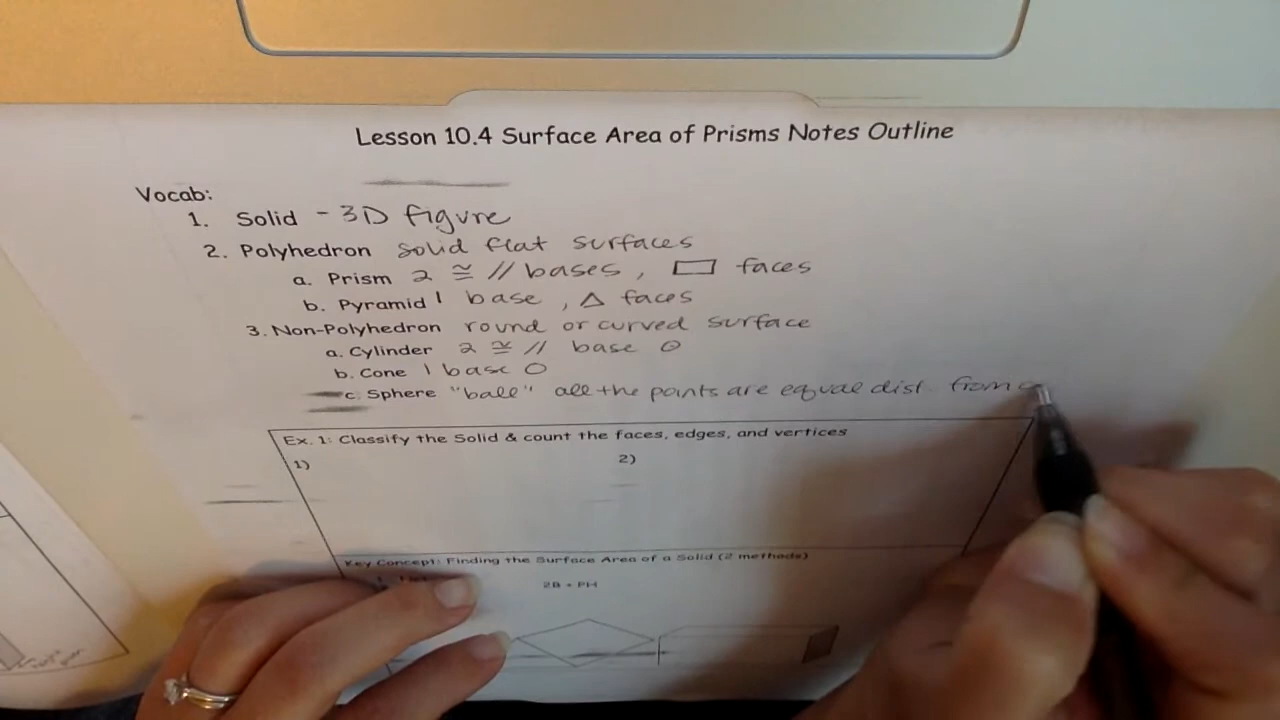 Lesson 10.4 Surface Area of Prisms Notes Outline
Vocab:
1. Solid - 3D figure
2. Polyhedron solid flat surfaces
a. Prism 2 ≅ // bases, ▭ faces
b. Pyramid 1 base, △ faces
3. Non-Polyhedron round or curved surface
a. Cylinder 2 ≅ // base ○
b. Cone 1 base ○
c. Sphere "ball" all the points are equal dist. from
Ex. 1: Classify the Solid & count the faces, edges, and vertices
1) 2)
Key Concept: Finding the Surface Area of a Solid (2 methods)
1.
2B + PH